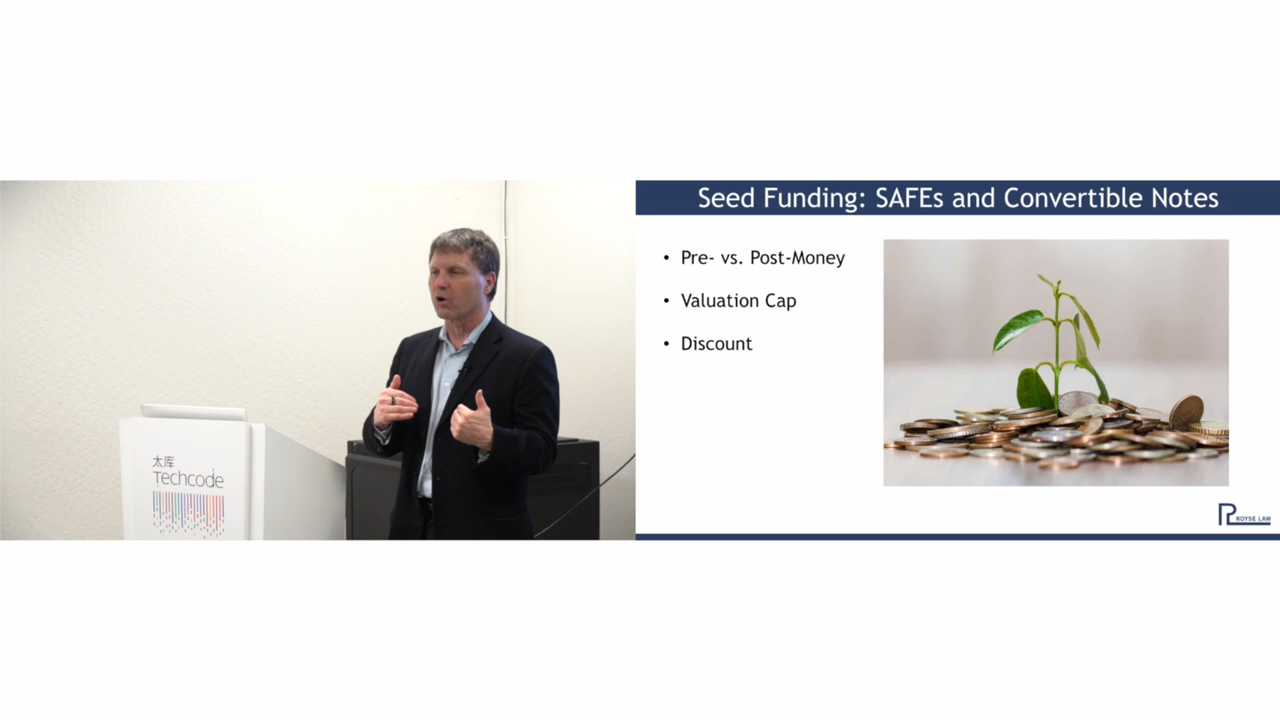 太库
Techcode
Seed Funding: SAFEs and Convertible Notes
• Pre- vs. Post-Money
• Valuation Cap
• Discount
ROYSE LAW